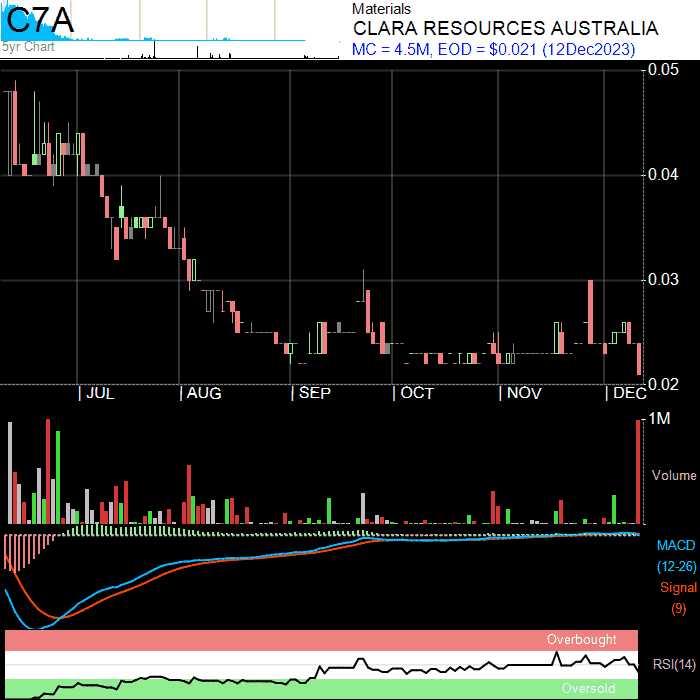 C7A
5yr Chart
Materials
CLARA RESOURCES AUSTRALIA
MC = 4.5M, EOD = $0.021 (12Dec2023)
0.05
0.04
0.03
0.02
| JUL | AUG | SEP | OCT | NOV | DEC
1M
Volume
MACD
(12-26)
Signal
(9)
Overbought
RSI(14)
Oversold